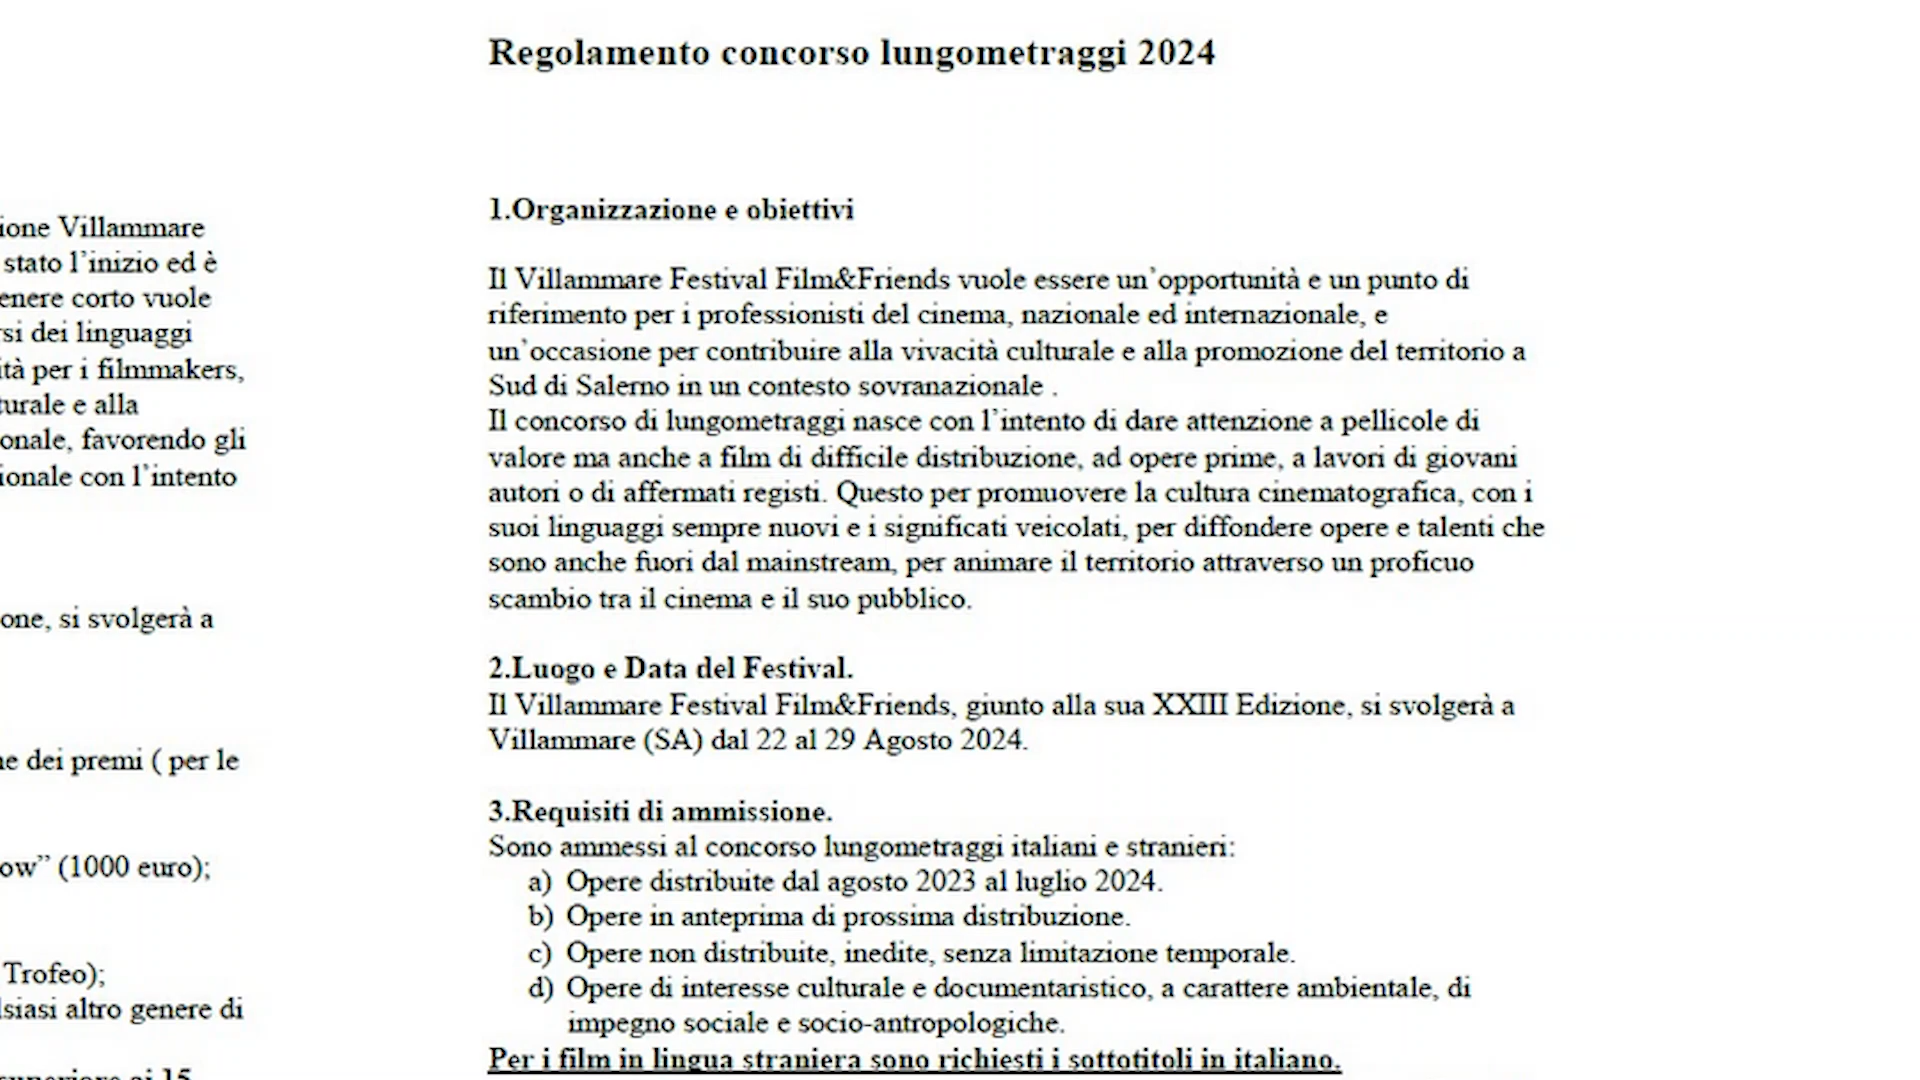 Regolamento concorso lungometraggi 2024
1.Organizzazione e obiettivi
Il Villammare Festival Film&Friends vuole essere un’opportunità e un punto di
riferimento per i professionisti del cinema, nazionale ed internazionale, e
un’occasione per contribuire alla vivacità culturale e alla promozione del territorio a
Sud di Salerno in un contesto sovranazionale .
Il concorso di lungometraggi nasce con l’intento di dare attenzione a pellicole di
valore ma anche a film di difficile distribuzione, ad opere prime, a lavori di giovani
autori o di affermati registi. Questo per promuovere la cultura cinematografica, con i
suoi linguaggi sempre nuovi e i significati veicolati, per diffondere opere e talenti che
sono anche fuori dal mainstream, per animare il territorio attraverso un proficuo
scambio tra il cinema e il suo pubblico.
2.Luogo e Data del Festival.
Il Villammare Festival Film&Friends, giunto alla sua XXIII Edizione, si svolgerà a
Villammare (SA) dal 22 al 29 Agosto 2024.
3.Requisiti di ammissione.
Sono ammessi al concorso lungometraggi italiani e stranieri:
a) Opere distribuite dal agosto 2023 al luglio 2024.
b) Opere in anteprima di prossima distribuzione.
c) Opere non distribuite, inedite, senza limitazione temporale.
d) Opere di interesse culturale e documentaristico, a carattere ambientale, di
impegno sociale e socio-antropologiche.
Per i film in lingua straniera sono richiesti i sottotitoli in italiano.
ione Villammare
stato l’inizio ed è
enere corto vuole
rsi dei linguaggi
ità per i filmmakers,
turale e alla
onale, favorendo gli
ionale con l’intento
one, si svolgerà a
ne dei premi ( per le
ow” (1000 euro);
Trofeo);
lsiasi altro genere di
superiore ai 15